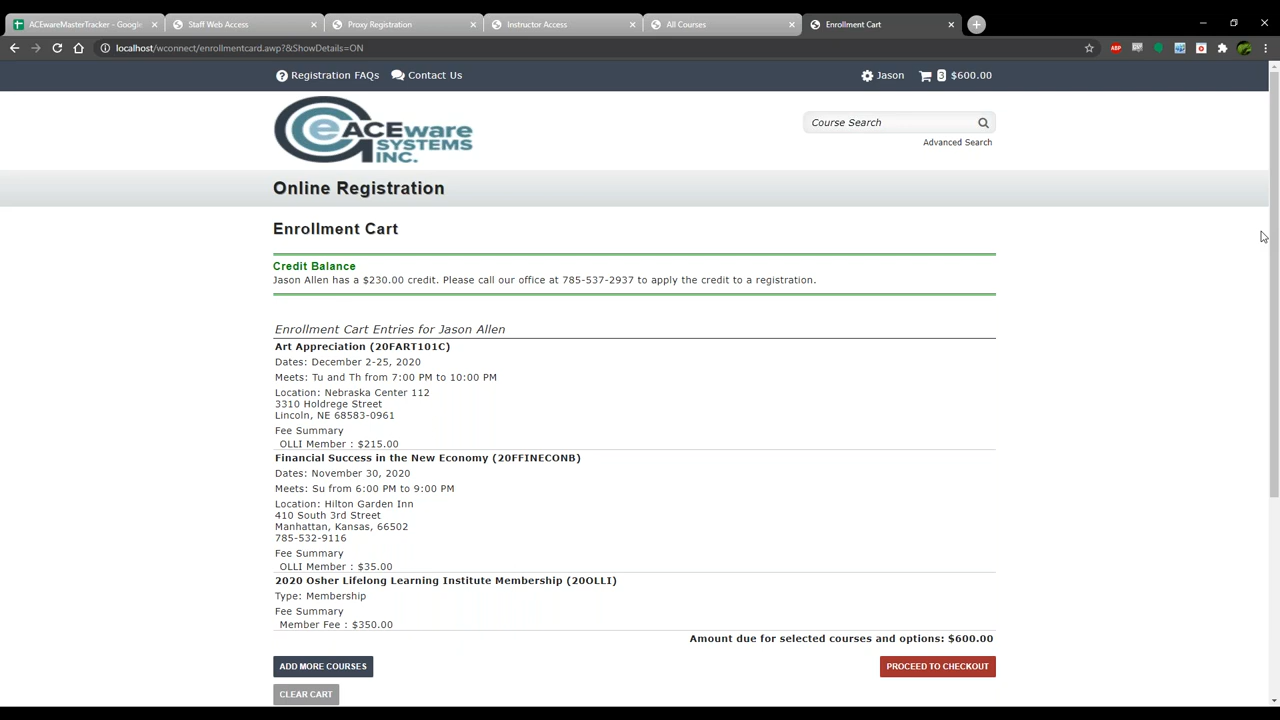 ACEwareMasterTracker - Google
Staff Web Access
Proxy Registration
Instructor Access
All Courses
Enrollment Cart
localhost/wconnect/enrollmentcard.awp?&ShowDetails=ON
ABP
Registration FAQs
Contact Us
Jason
3
$600.00
eACEware
SYSTEMS
INC.
Course Search
Advanced Search
Online Registration
Enrollment Cart
Credit Balance
Jason Allen has a $230.00 credit. Please call our office at 785-537-2937 to apply the credit to a registration.
Enrollment Cart Entries for Jason Allen
Art Appreciation (20FART101C)
Dates: December 2-25, 2020
Meets: Tu and Th from 7:00 PM to 10:00 PM
Location: Nebraska Center 112
3310 Holdrege Street
Lincoln, NE 68583-0961
Fee Summary
OLLI Member : $215.00
Financial Success in the New Economy (20FFINECONB)
Dates: November 30, 2020
Meets: Su from 6:00 PM to 9:00 PM
Location: Hilton Garden Inn
410 South 3rd Street
Manhattan, Kansas, 66502
785-532-9116
Fee Summary
OLLI Member : $35.00
2020 Osher Lifelong Learning Institute Membership (20OLLI)
Type: Membership
Fee Summary
Member Fee : $350.00
Amount due for selected courses and options: $600.00
ADD MORE COURSES
PROCEED TO CHECKOUT
CLEAR CART